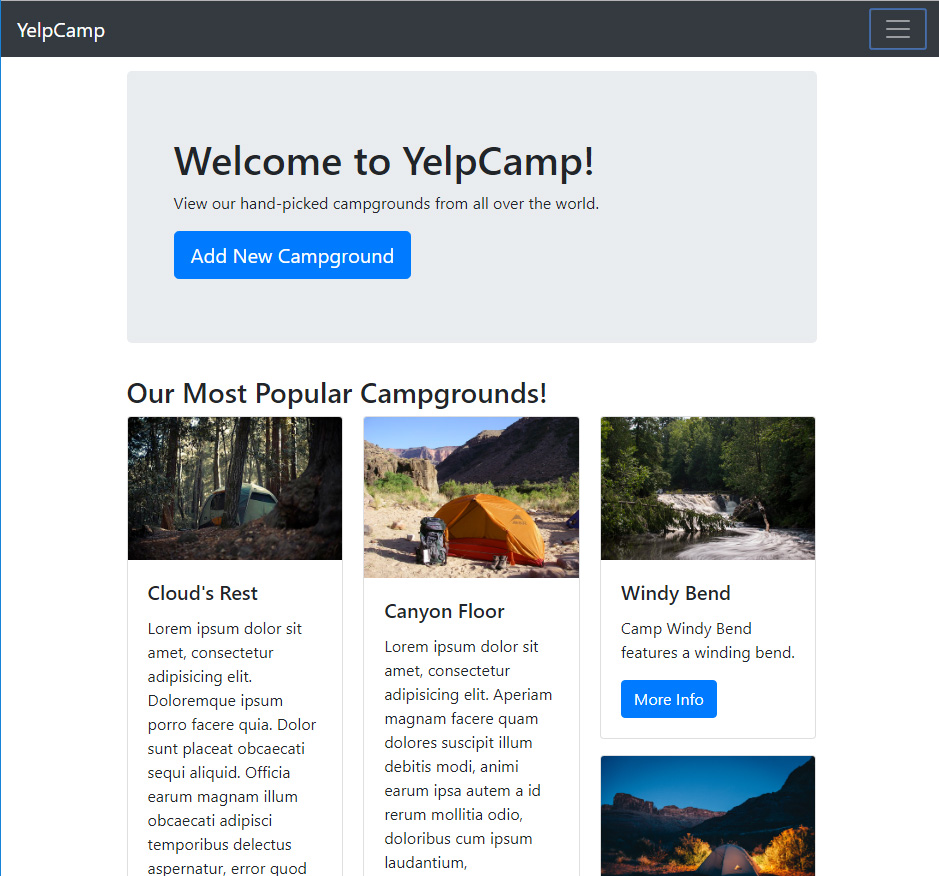 YelpCamp
Welcome to YelpCamp!
View our hand-picked campgrounds from all over the world.
Add New Campground
Our Most Popular Campgrounds!
Cloud's Rest
Lorem ipsum dolor sit
amet, consectetur
adipisicing elit.
Doloremque ipsum
porro facere quia. Dolor
sunt placeat obcaecati
sequi aliquid. Officia
earum magnam illum
obcaecati adipisci
temporibus delectus
aspernatur, error quod
Canyon Floor
Lorem ipsum dolor sit
amet, consectetur
adipisicing elit. Aperiam
magnam facere quam
dolores suscipit illum
debitis modi, animi
earum ipsa autem a id
rerum mollitia odio,
doloribus cum ipsum
laudantium,
Windy Bend
Camp Windy Bend
features a winding bend.
More Info